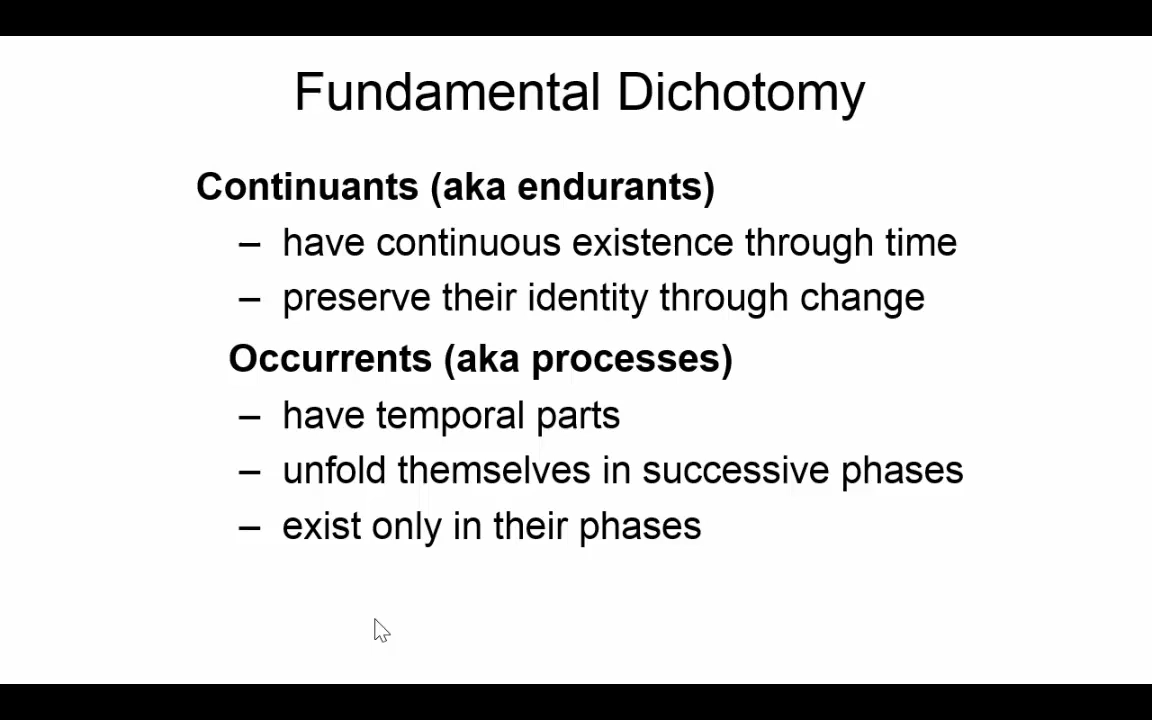 Fundamental Dichotomy
Continuants (aka endurants)
– have continuous existence through time
– preserve their identity through change
Occurrents (aka processes)
– have temporal parts
– unfold themselves in successive phases
– exist only in their phases